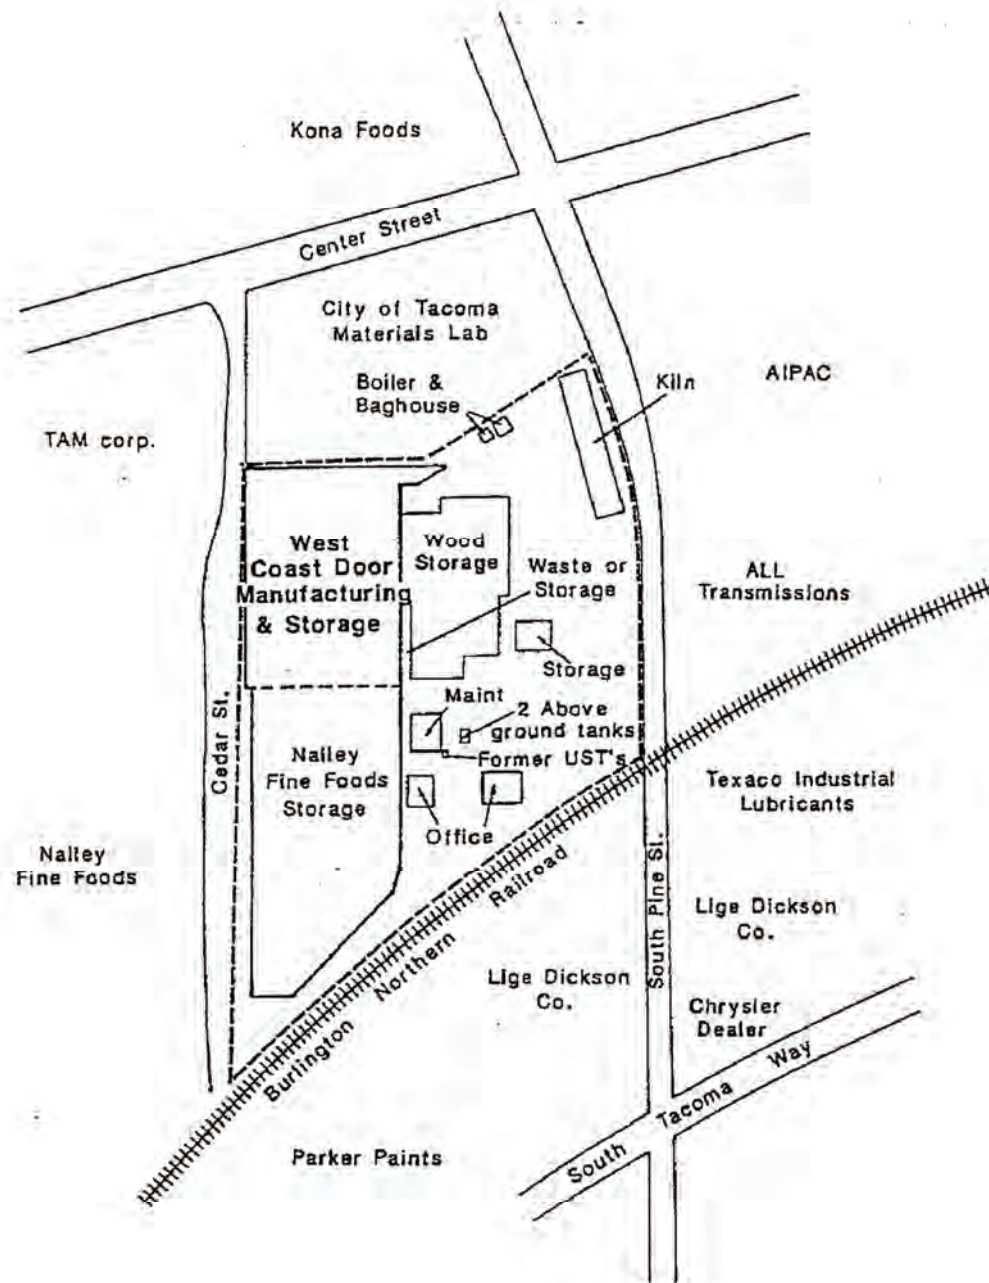 Kona Foods
Center Street
City of Tacoma
Materials Lab
Boiler &
Baghouse
Kiln
AIPAC
TAM corp.
West
Coast Door
Manufacturing
& Storage
Wood
Storage
Waste or
Storage
ALL
Transmissions
Storage
Maint
2 Above
ground tanks
Former UST's
Cedar St.
Nalley
Fine Foods
Storage
Office
Texaco Industrial
Lubricants
Nalley
Fine Foods
Burlington Northern Railroad
South Pine St.
Lige Dickson
Co.
Lige Dickson
Co.
Chrysler
Dealer
South Tacoma Way
Parker Paints